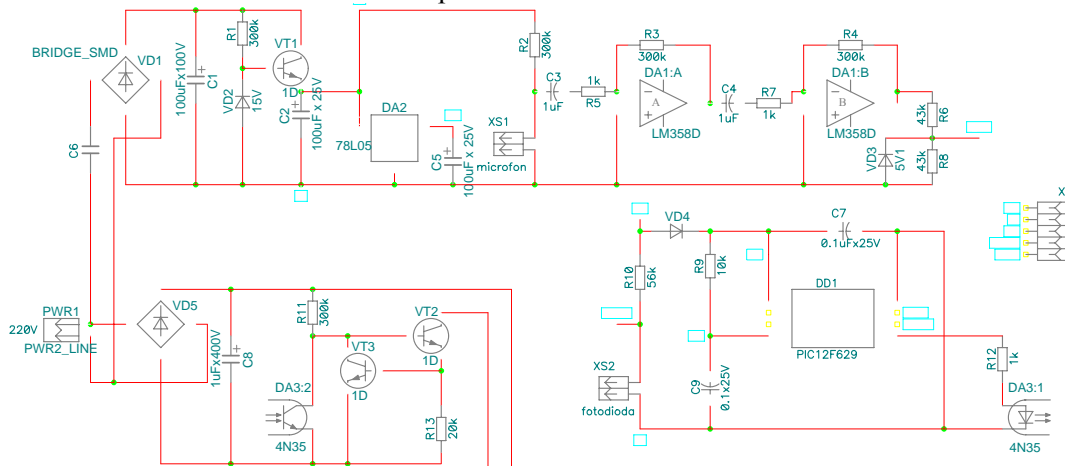 BRIDGE_SMD
VD1
C6
100uFx100V
C1
R1
300k
VD2
15V
VT1
1D
C2
100uF x 25V
DA2
78L05
C5
100uF x 25V
R2
300k
XS1
microfon
C3
1uF
1k
R5
R3
300k
DA1:A
A
LM358D
C4
1uF
R7
1k
R4
300k
DA1:B
B
LM358D
VD3
5V1
43k
R6
43k
R8
X
PWR1
220V
PWR2_LINE
VD5
1uFx400V
C8
R11
300k
VT3
1D
VT2
1D
R13
20k
DA3:2
4N35
R10
56k
VD4
R9
10k
C7
0.1uFx25V
DD1
PIC12F629
XS2
fotodioda
C9
0.1x25V
R12
1k
DA3:1
4N35